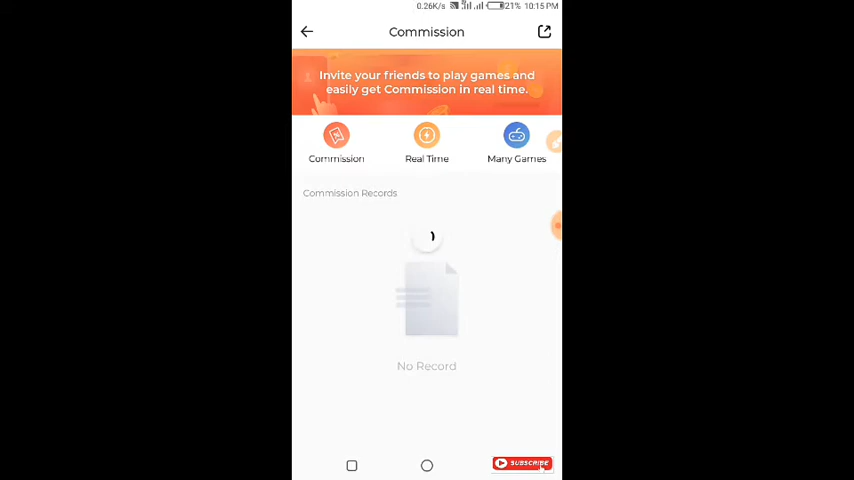 0.26K/s 21% 10:15 PM
Commission
Invite your friends to play games and
easily get Commission in real time.
Commission Real Time Many Games
Commission Records
No Record
SUBSCRIBE